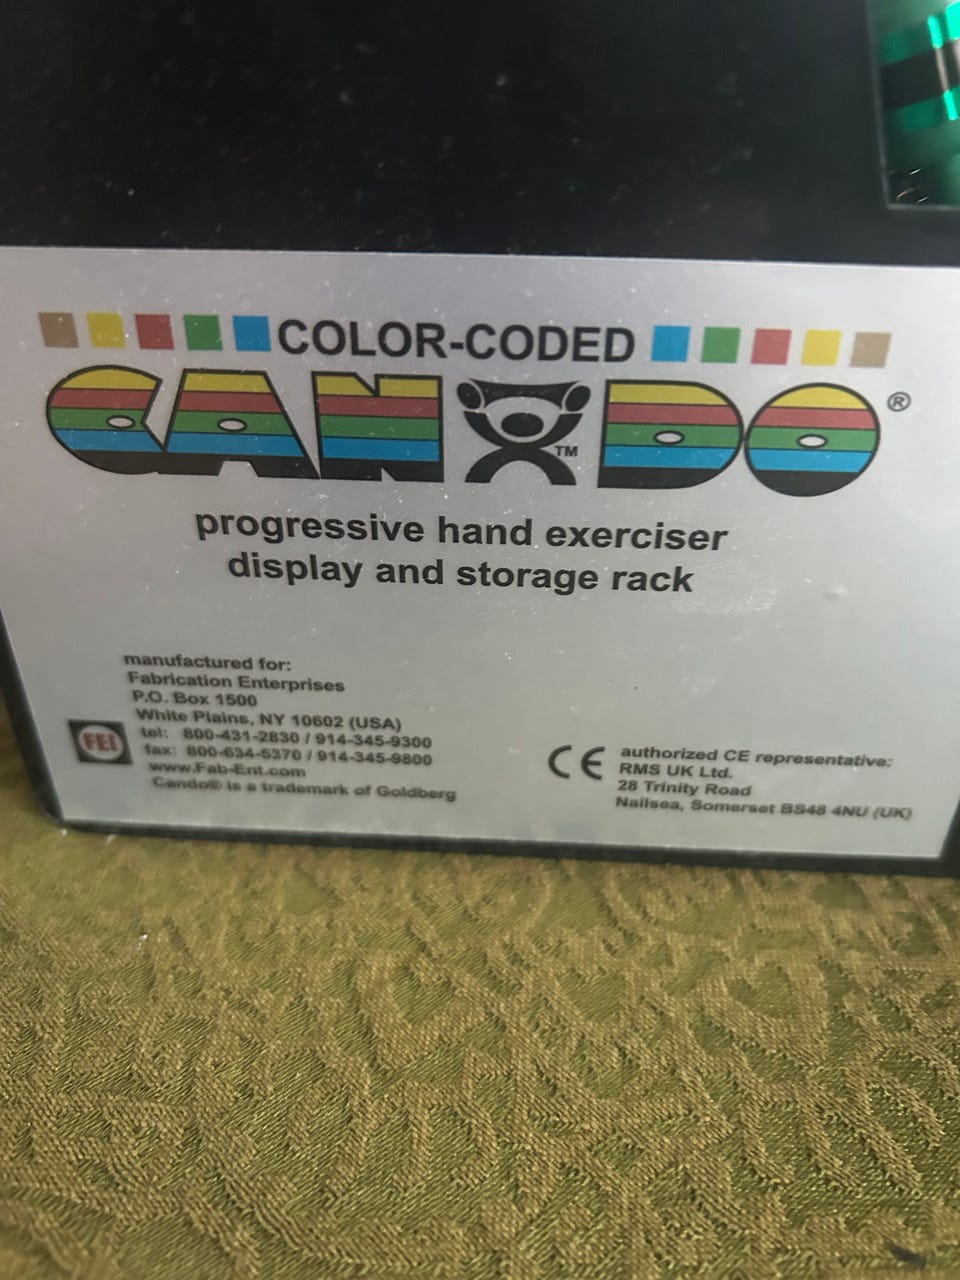 COLOR-CODED
CANDO®
TM
progressive hand exerciser
display and storage rack
manufactured for:
Fabrication Enterprises
P.O. Box 1500
White Plains, NY 10602 (USA)
tel: 800-431-2830 / 914-345-9300
fax: 800-634-5370 / 914-345-9800
www.Fab-Ent.com
Cando® is a trademark of Goldberg
FEI
CE
authorized CE representative:
RMS UK Ltd.
28 Trinity Road
Nailsea, Somerset BS48 4NU (UK)